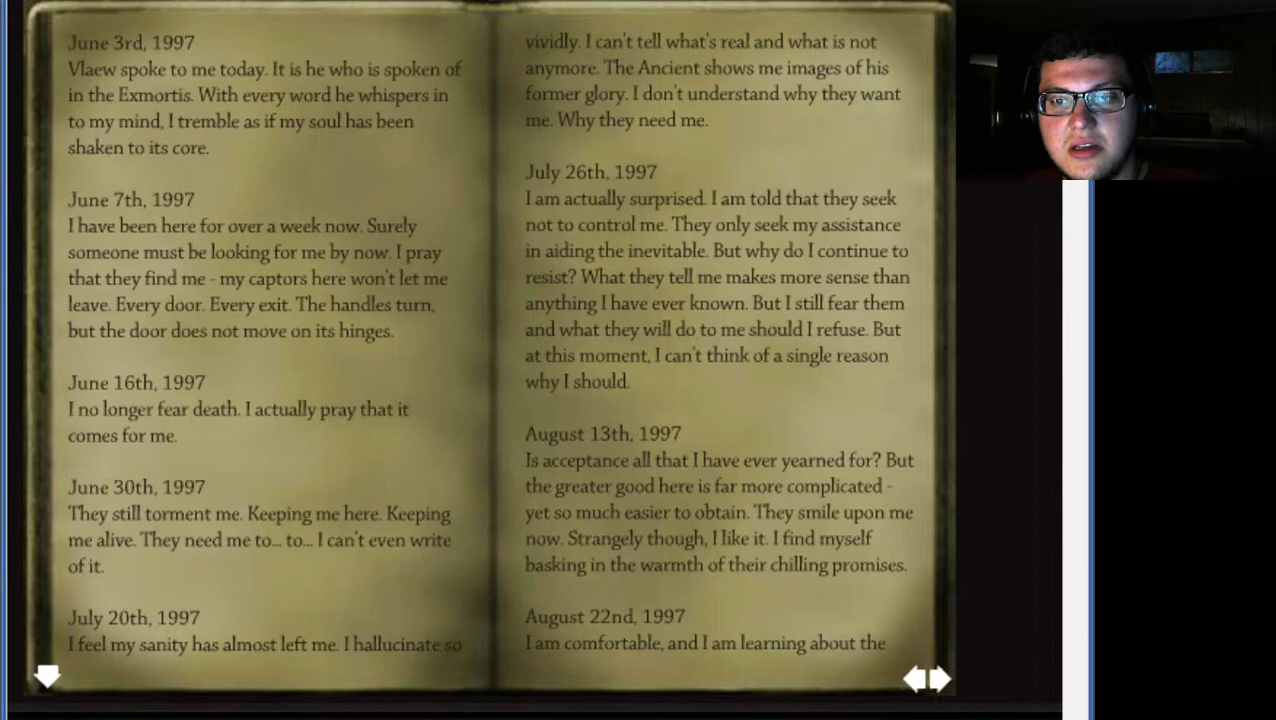 June 3rd, 1997
Vlaew spoke to me today. It is he who is spoken of
in the Exmortis. With every word he whispers in
to my mind, I tremble as if my soul has been
shaken to its core.
June 7th, 1997
I have been here for over a week now. Surely
someone must be looking for me by now. I pray
that they find me - my captors here won't let me
leave. Every door. Every exit. The handles turn,
but the door does not move on its hinges.
June 16th, 1997
I no longer fear death. I actually pray that it
comes for me.
June 30th, 1997
They still torment me. Keeping me here. Keeping
me alive. They need me to... to... I can't even write
of it.
July 20th, 1997
I feel my sanity has almost left me. I hallucinate so
vividly. I can't tell what's real and what is not
anymore. The Ancient shows me images of his
former glory. I don't understand why they want
me. Why they need me.
July 26th, 1997
I am actually surprised. I am told that they seek
not to control me. They only seek my assistance
in aiding the inevitable. But why do I continue to
resist? What they tell me makes more sense than
anything I have ever known. But I still fear them
and what they will do to me should I refuse. But
at this moment, I can't think of a single reason
why I should.
August 13th, 1997
Is acceptance all that I have ever yearned for? But
the greater good here is far more complicated -
yet so much easier to obtain. They smile upon me
now. Strangely though, I like it. I find myself
basking in the warmth of their chilling promises.
August 22nd, 1997
I am comfortable, and I am learning about the